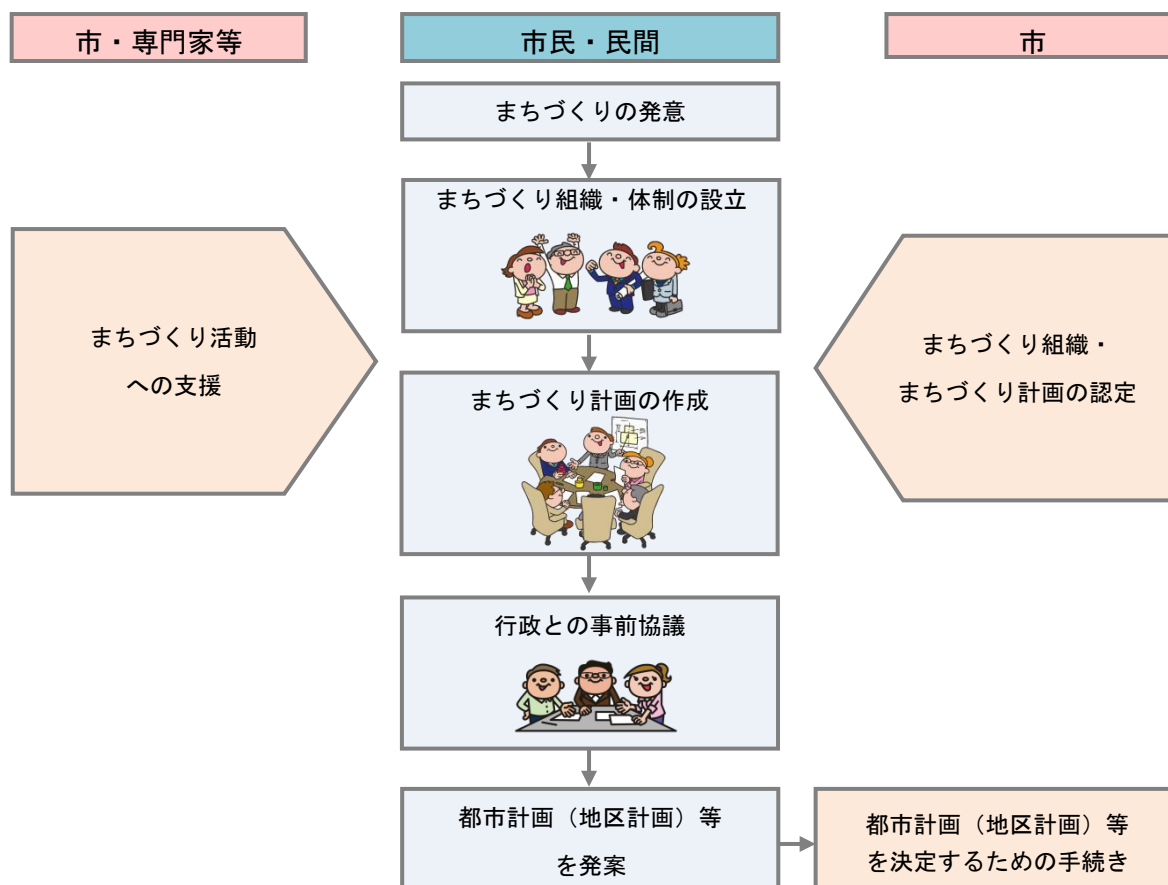 市・専門家等
市民・民間
市
まちづくりの発意
まちづくり組織・体制の設立
まちづくり活動
への支援
まちづくり組織・
まちづくり計画の認定
まちづくり計画の作成
行政との事前協議
都市計画（地区計画）等
を発案
都市計画（地区計画）等
を決定するための手続き